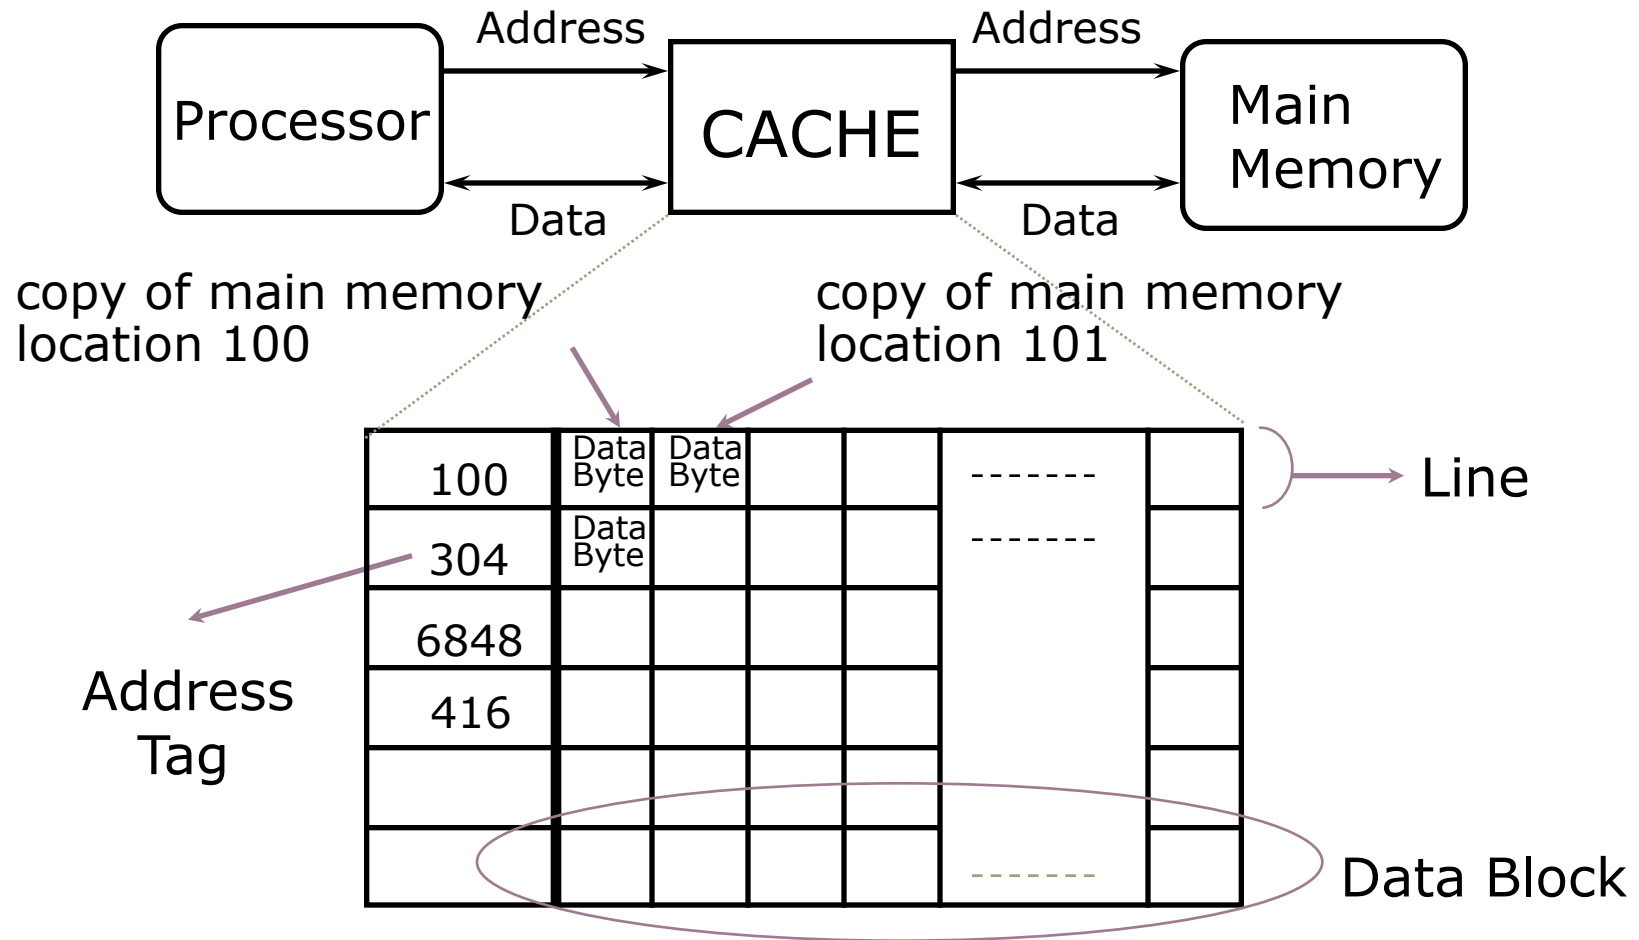 Address
Address
Processor
CACHE
Main
Memory
Data
Data
copy of main memory
location 100
copy of main memory
location 101
100
Data
Byte
Data
Byte
-------
Line
304
Data
Byte
-------
6848
Address
Tag
416
-------
Data Block